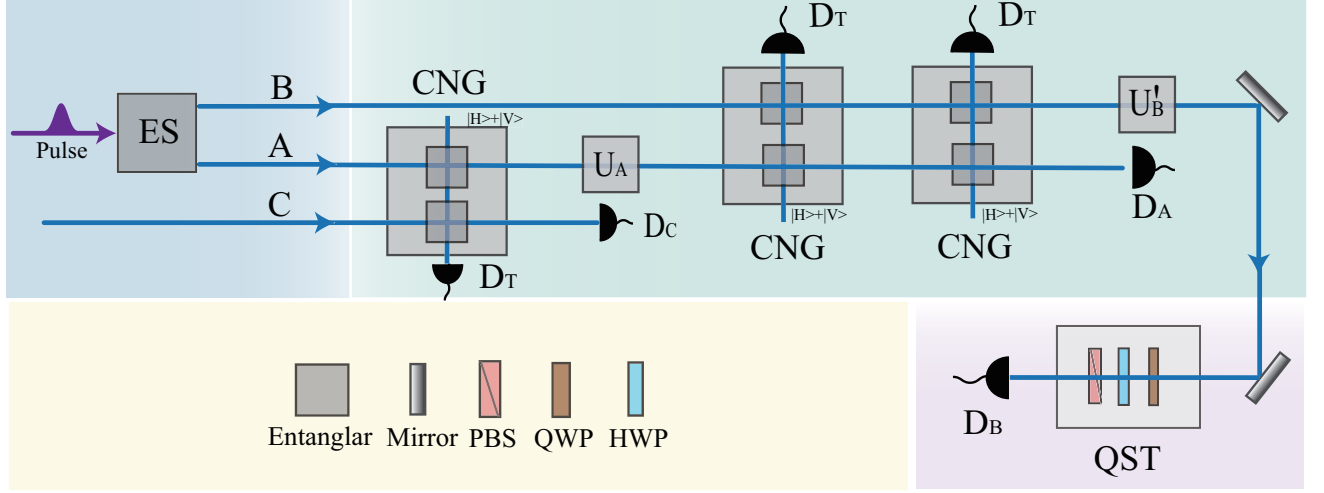 DT
DT
CNG
B
|H>+|V>
ES
U'B
Pulse
A
UA
DA
C
DC
|H>+|V>
|H>+|V>
CNG
CNG
DT
Entanglar
Mirror
PBS
QWP
HWP
DB
QST